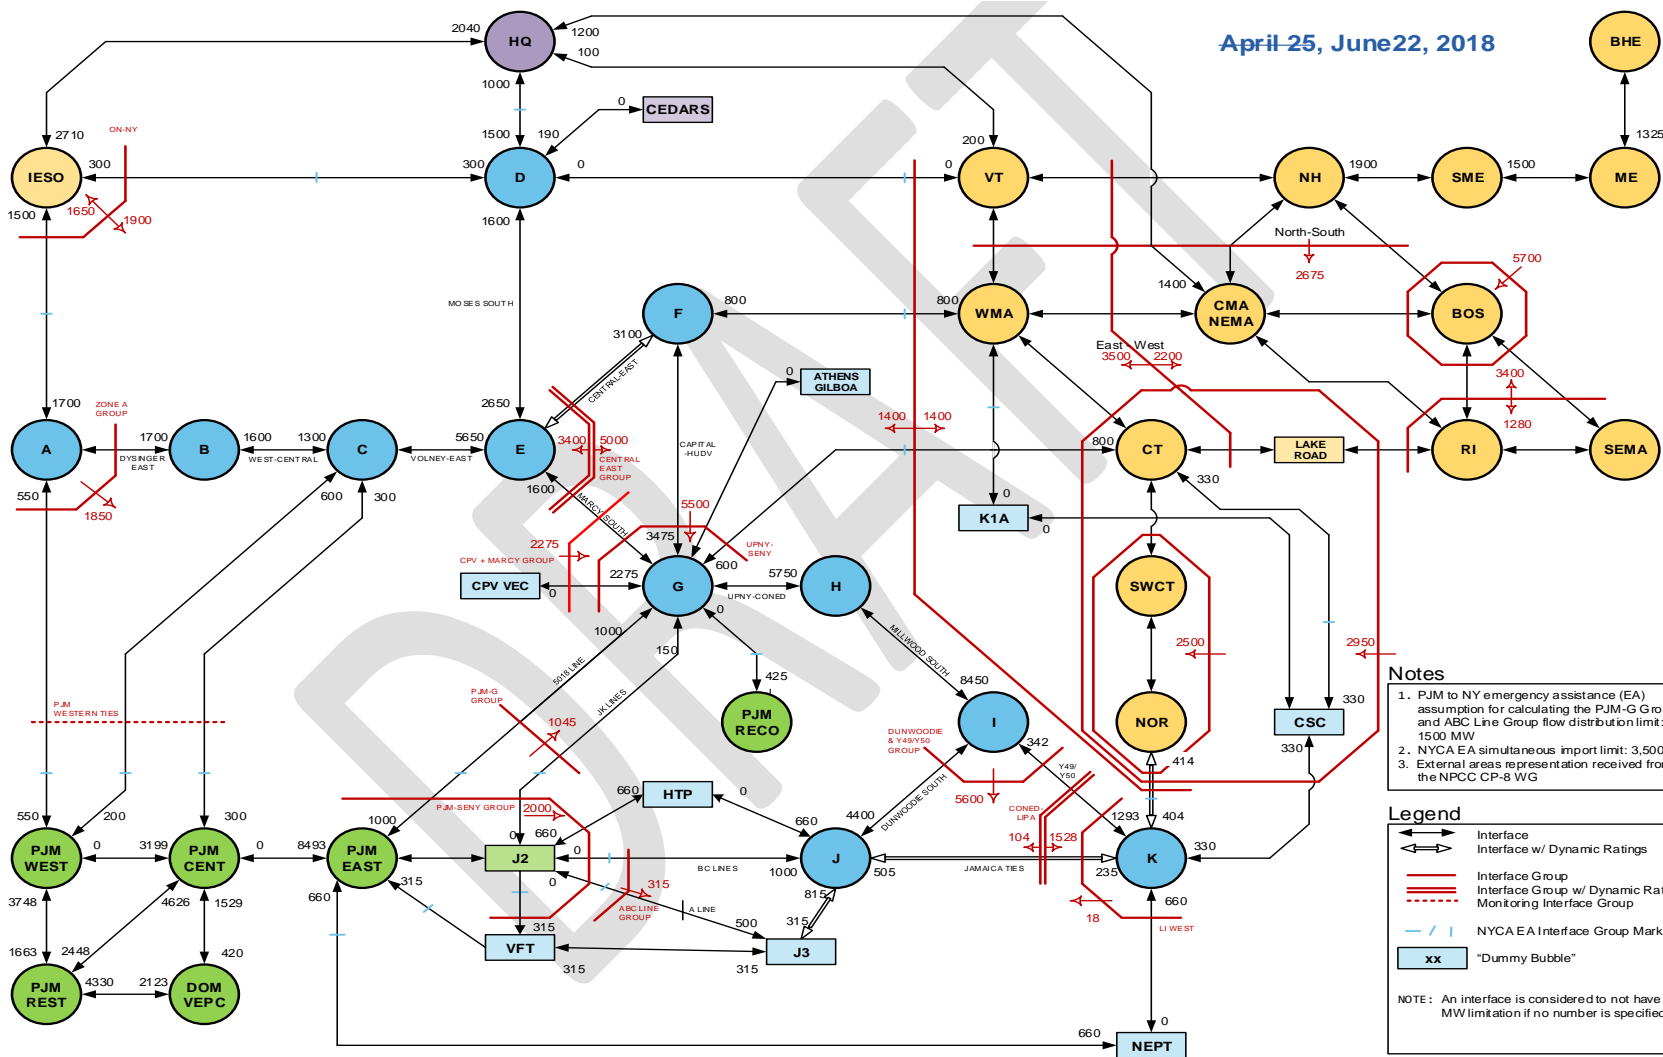 April 25, June22, 2018
HQ
2040
1200
100
1000
BHE
0
CEDARS
1325
2710
ON-NY
1500
190
200
300
IESO
300
D
0
0
VT
NH
1900
SME
1500
ME
1500
1650
1900
1600
North-South
2675
5700
MOSES SOUTH
800
F
800
WMA
1400
CMA
NEMA
BOS
3100
CENTRAL-EAST
East - West
3500
2200
0
ATHENS
GILBOA
3400
1280
1700
ZONE A
GROUP
2650
1400
1400
A
1700
DYSINGER
EAST
B
1600
WEST-CENTRAL
1300
C
5650
VOLNEY-EAST
E
3400
5000
CENTRAL
EAST
GROUP
CAPITAL
-HUDV
800
CT
330
LAKE
ROAD
RI
SEMA
550
1850
600
300
1600
MARCY SOUTH
5500
0
K1A
0
2275
CPV + MARCY GROUP
3475
600
UPNY-
SENY
5750
CPV VEC
0
2275
G
0
UPNY-CONED
H
SWCT
1000
150
MILLWOOD SOUTH
2500
2950
5018 LINE
JK LINES
425
8450
PJM-G
GROUP
1045
PJM
RECO
I
342
NOR
414
CSC
330
330
PJM
WESTERN TIES
DUNWOODIE
& Y49/Y50
GROUP
5600
Y49/
Y50
Notes
1. PJM to NY emergency assistance (EA)
assumption for calculating the PJM-G Gro
and ABC Line Group flow distribution limit:
1500 MW
2. NYCA EA simultaneous import limit: 3,500
3. External areas representation received fro
the NPCC CP-8 WG
PJM-SENY GROUP
2000
660
HTP
0
DUNWOODIE SOUTH
CONED-
LIPA
104
1528
550
200
300
1000
0
660
660
4400
1293
404
PJM
WEST
0
3199
PJM
CENT
0
8493
PJM
EAST
J2
0
BC LINES
1000
J
505
JAMAICA TIES
235
K
330
3748
4626
1529
315
660
0
ABC LINE
GROUP
315
A LINE
815
660
18
LI WEST
1663
2448
420
315
VFT
315
500
315
J3
315
PJM
REST
4330
2123
DOM
VEPC
660
0
NEPT
Legend
Interface
Interface w/ Dynamic Ratings
Interface Group
Interface Group w/ Dynamic Rat
Monitoring Interface Group
NYCA EA Interface Group Mark
xx
"Dummy Bubble"
NOTE: An interface is considered to not have
MW limitation if no number is specified
DRAFT